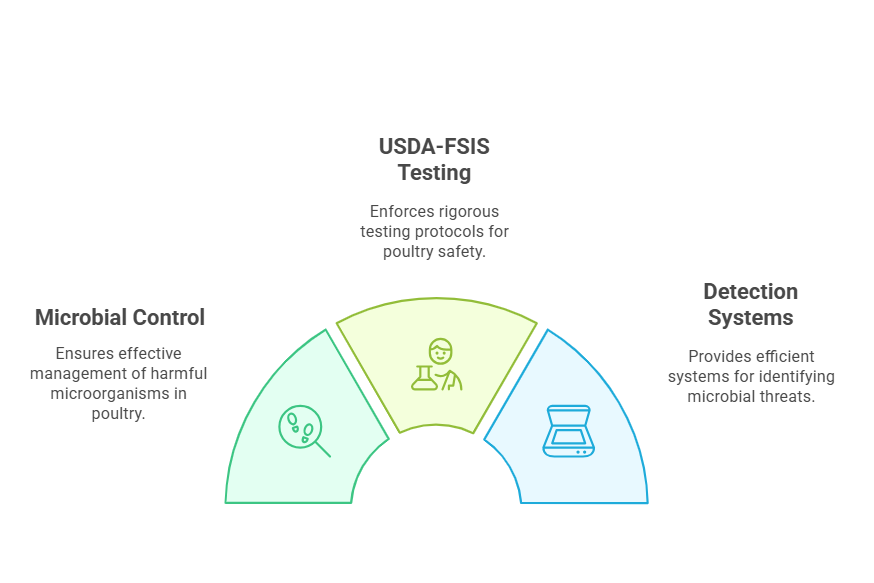 USDA-FSIS
Testing
Enforces rigorous
testing protocols for
poultry safety.
Microbial Control
Ensures effective
management of harmful
microorganisms in
poultry.
Detection
Systems
Provides efficient
systems for identifying
microbial threats.